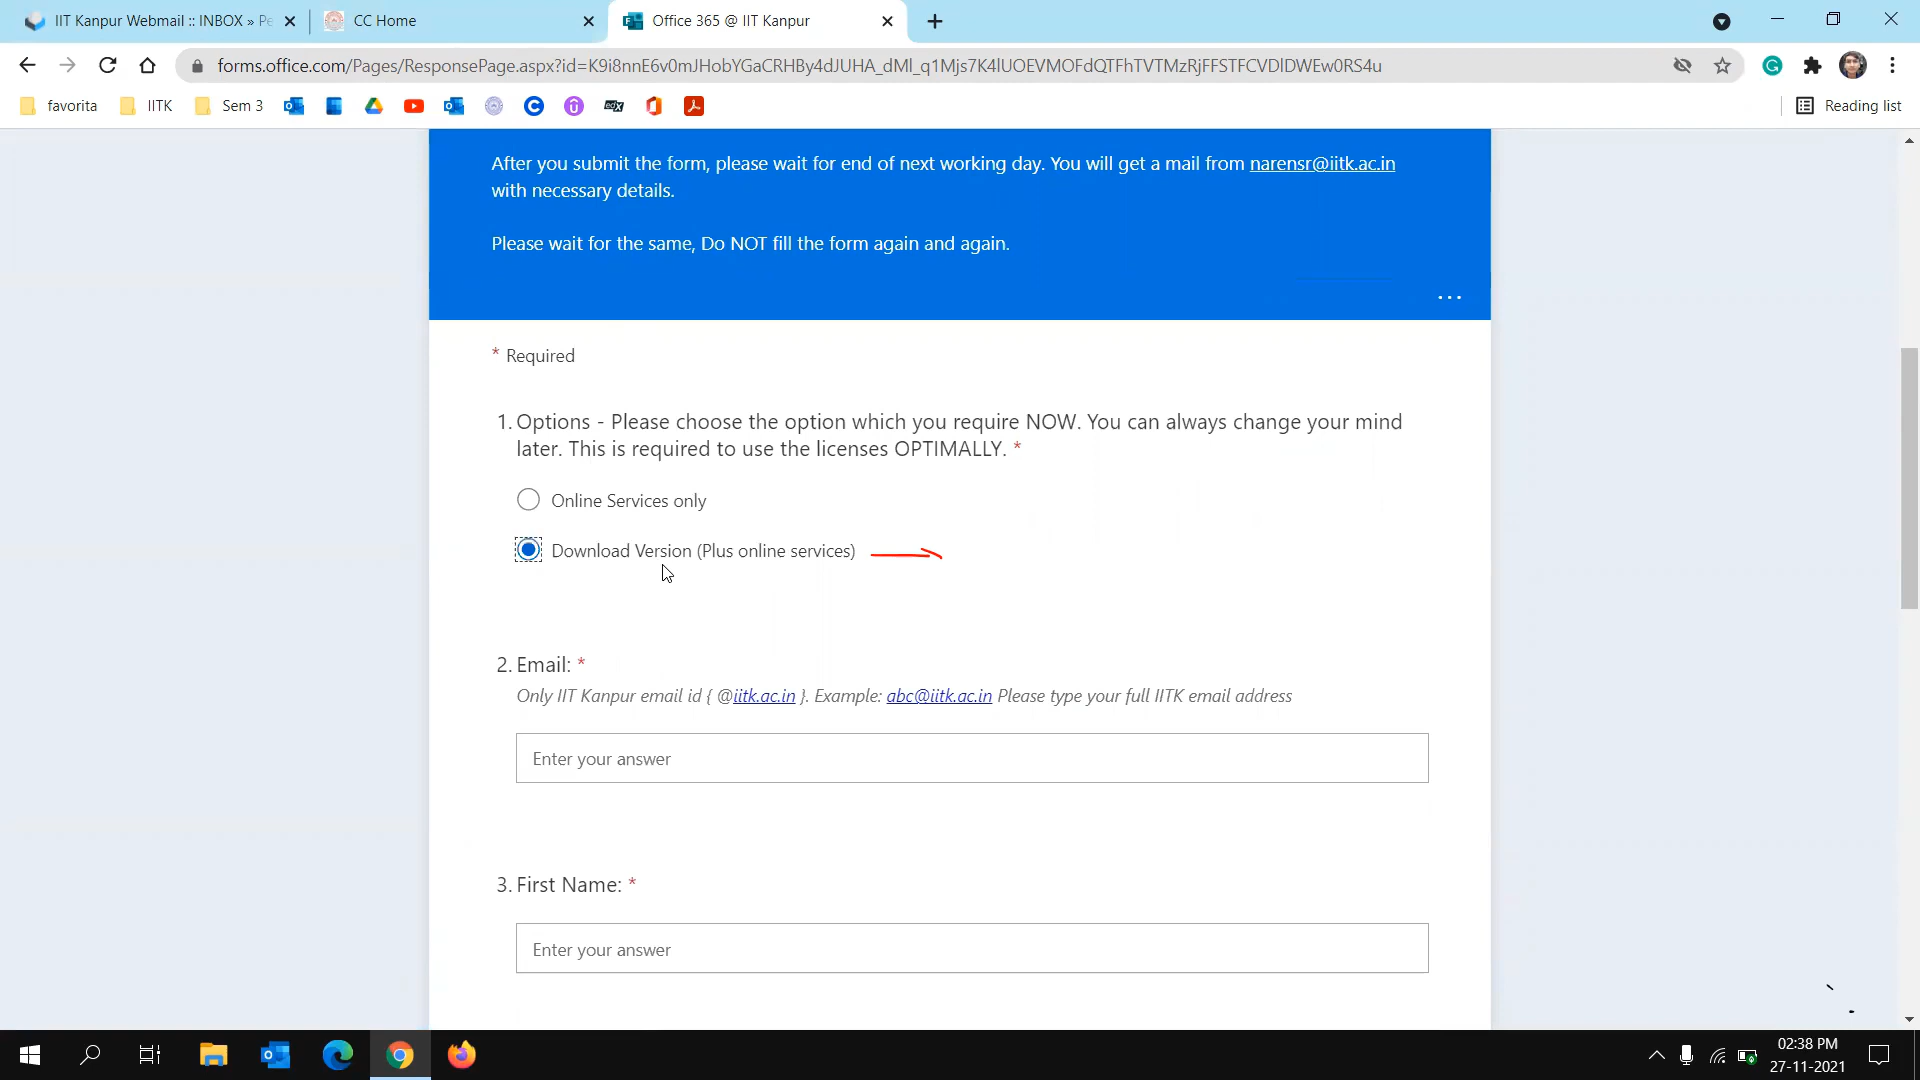 IIT Kanpur Webmail :: INBOX » Pe
CC Home
Office 365 @ IIT Kanpur
forms.office.com/Pages/ResponsePage.aspx?id=K9i8nnE6v0mJHobYGaCRHBy4dJUHA_dMl_q1Mjs7K4lUOEVMOFdQTFhTVTMzRjFFSTFCVDlDWEw0RS4u
favorita
IITK
Sem 3
Reading list
After you submit the form, please wait for end of next working day. You will get a mail from narensr@iitk.ac.in
with necessary details.
Please wait for the same, Do NOT fill the form again and again.
* Required
1. Options - Please choose the option which you require NOW. You can always change your mind
later. This is required to use the licenses OPTIMALLY. *
Online Services only
Download Version (Plus online services)
2. Email: *
Only IIT Kanpur email id { @iitk.ac.in }. Example: abc@iitk.ac.in Please type your full IITK email address
Enter your answer
3. First Name: *
Enter your answer
02:38 PM
27-11-2021